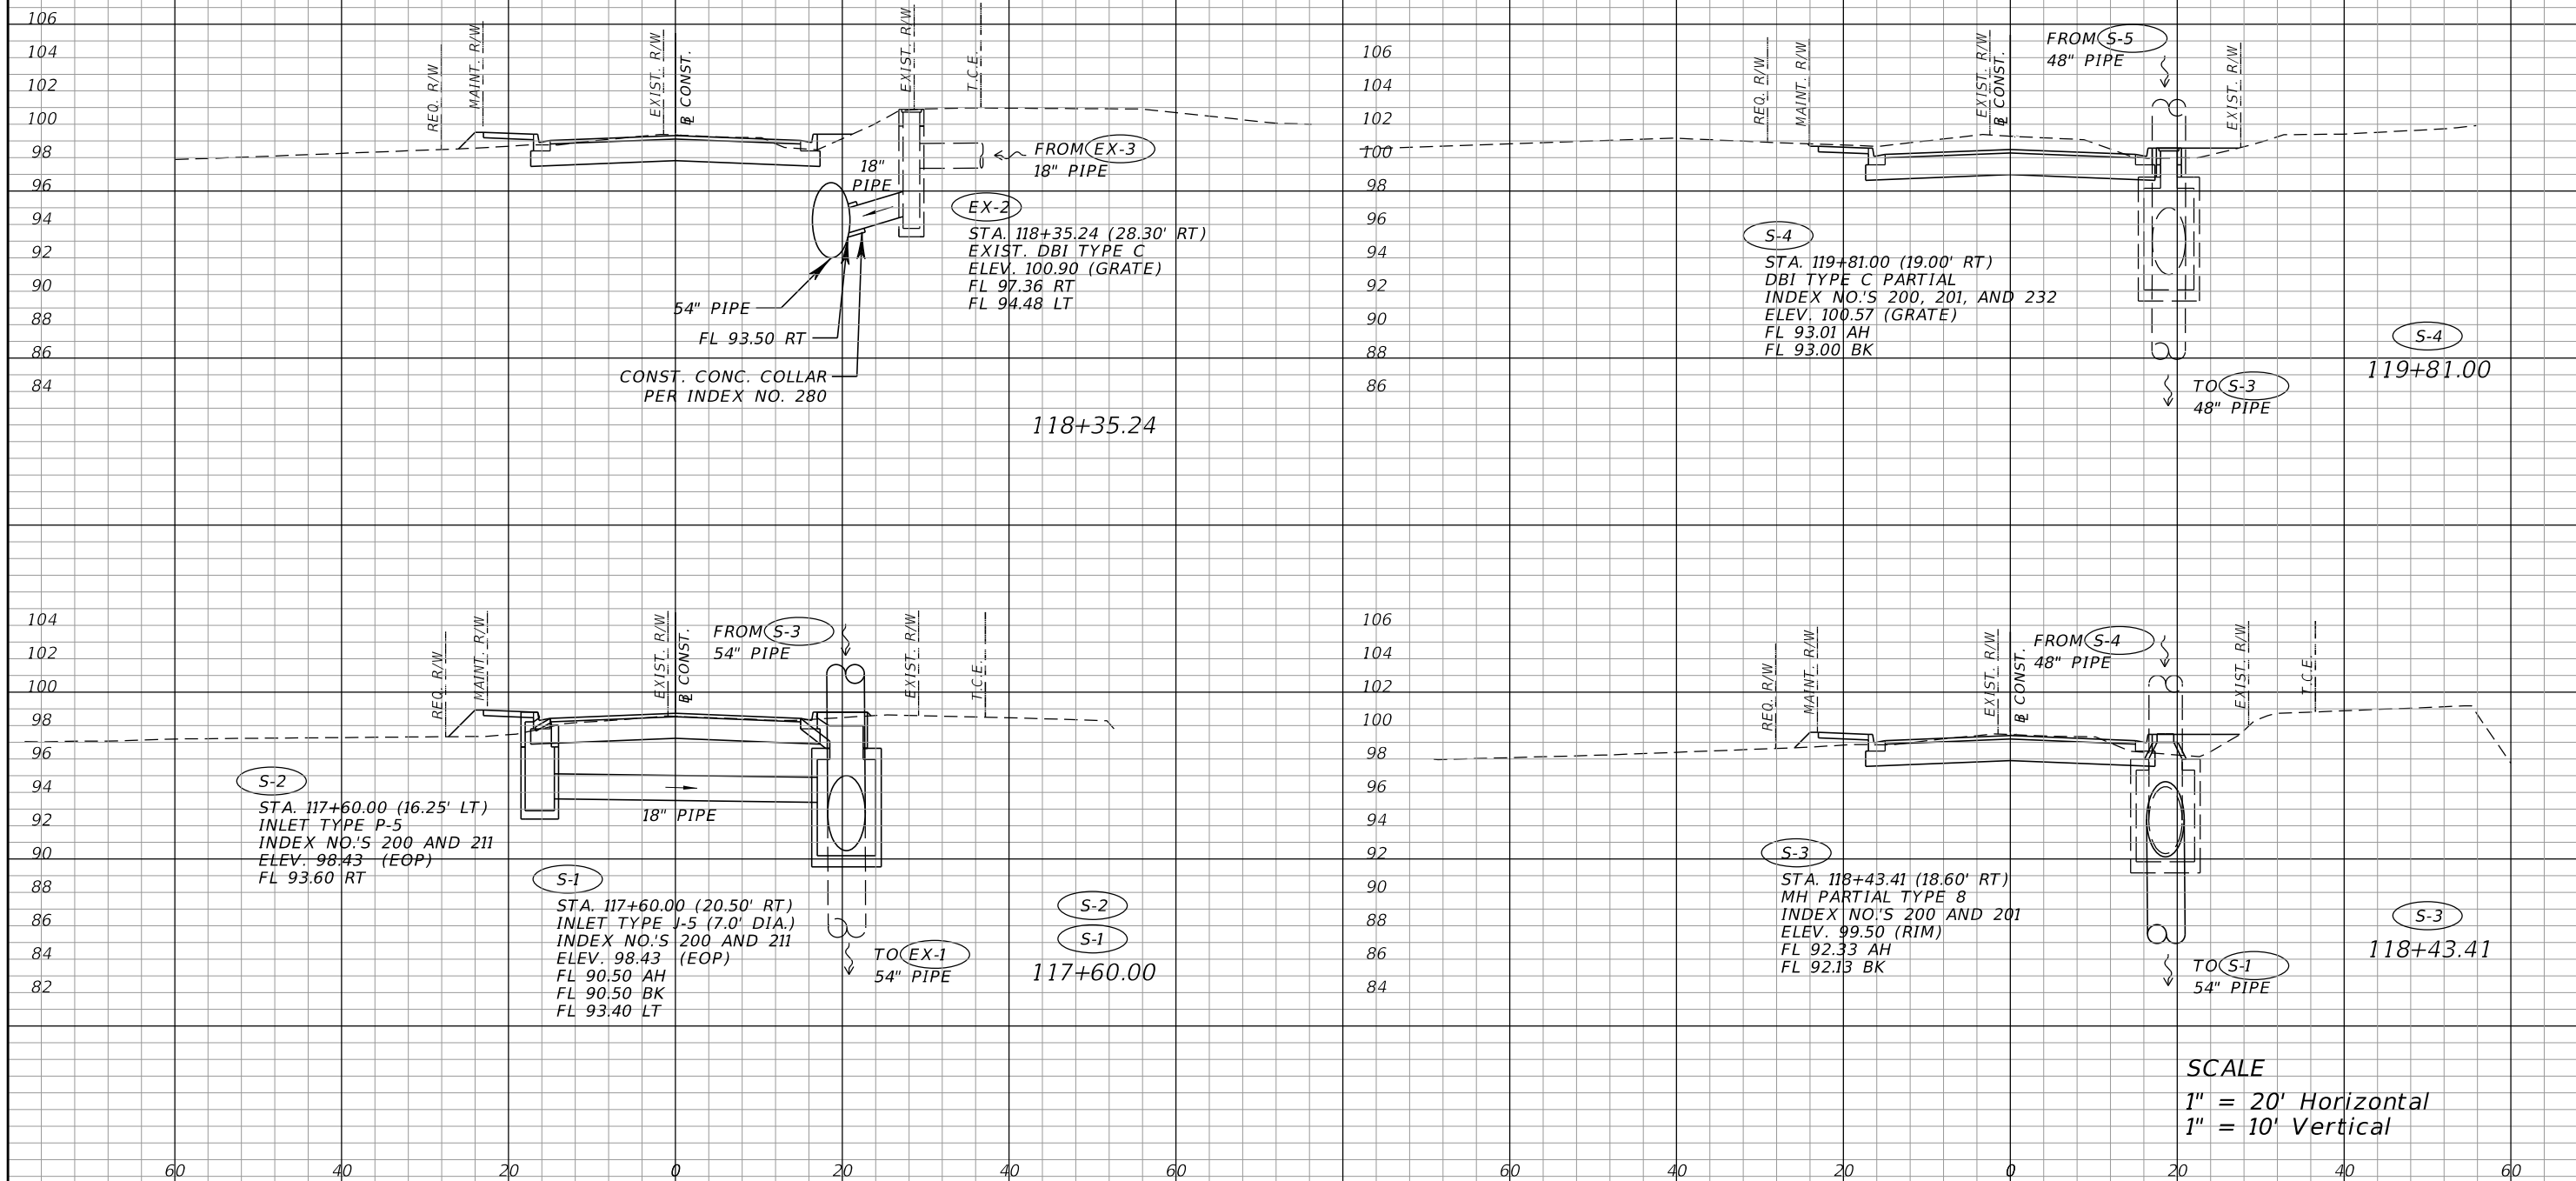 106
104
102
100
98
96
94
92
90
88
86
84
REQ. R/W
MAINT. R/W
EXIST. R/W
℄ CONST.
EXIST. R/W
T.C.E.
18"
PIPE
FROM EX-3
18" PIPE
EX-2
STA. 118+35.24 (28.30' RT)
EXIST. DBI TYPE C
ELEV. 100.90 (GRATE)
FL 97.36 RT
FL 94.48 LT
54" PIPE
FL 93.50 RT
CONST. CONC. COLLAR
PER INDEX NO. 280
118+35.24
106
104
102
100
98
96
94
92
90
88
86
REQ. R/W
MAINT. R/W
EXIST. R/W
℄ CONST.
FROM S-5
48" PIPE
EXIST. R/W
S-4
STA. 119+81.00 (19.00' RT)
DBI TYPE C PARTIAL
INDEX NO.'S 200, 201, AND 232
ELEV. 100.57 (GRATE)
FL 93.01 AH
FL 93.00 BK
S-4
119+81.00
TO S-3
48" PIPE
104
102
100
98
96
94
92
90
88
86
84
82
REQ. R/W
MAINT. R/W
EXIST. R/W
℄ CONST.
FROM S-3
54" PIPE
EXIST. R/W
T.C.E.
S-2
STA. 117+60.00 (16.25' LT)
INLET TYPE P-5
INDEX NO.'S 200 AND 211
ELEV. 98.43 (EOP)
FL 93.60 RT
18" PIPE
S-1
STA. 117+60.00 (20.50' RT)
INLET TYPE J-5 (7.0' DIA.)
INDEX NO.'S 200 AND 211
ELEV. 98.43 (EOP)
FL 90.50 AH
FL 90.50 BK
FL 93.40 LT
TO EX-1
54" PIPE
S-2
S-1
117+60.00
106
104
102
100
98
96
94
92
90
88
86
84
REQ. R/W
MAINT. R/W
EXIST. R/W
℄ CONST.
FROM S-4
48" PIPE
EXIST. R/W
T.C.E.
S-3
STA. 118+43.41 (18.60' RT)
MH PARTIAL TYPE 8
INDEX NO.'S 200 AND 201
ELEV. 99.50 (RIM)
FL 92.33 AH
FL 92.13 BK
S-3
118+43.41
TO S-1
54" PIPE
SCALE
1" = 20' Horizontal
1" = 10' Vertical
60 40 20 0 20 40 60 60 40 20 0 20 40 60